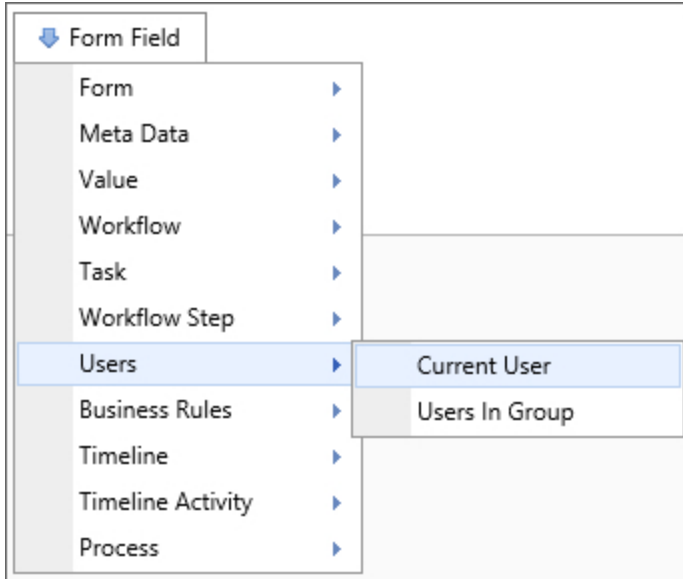 Form Field
Form
Meta Data
Value
Workflow
Task
Workflow Step
Users
Current User
Business Rules
Users In Group
Timeline
Timeline Activity
Process